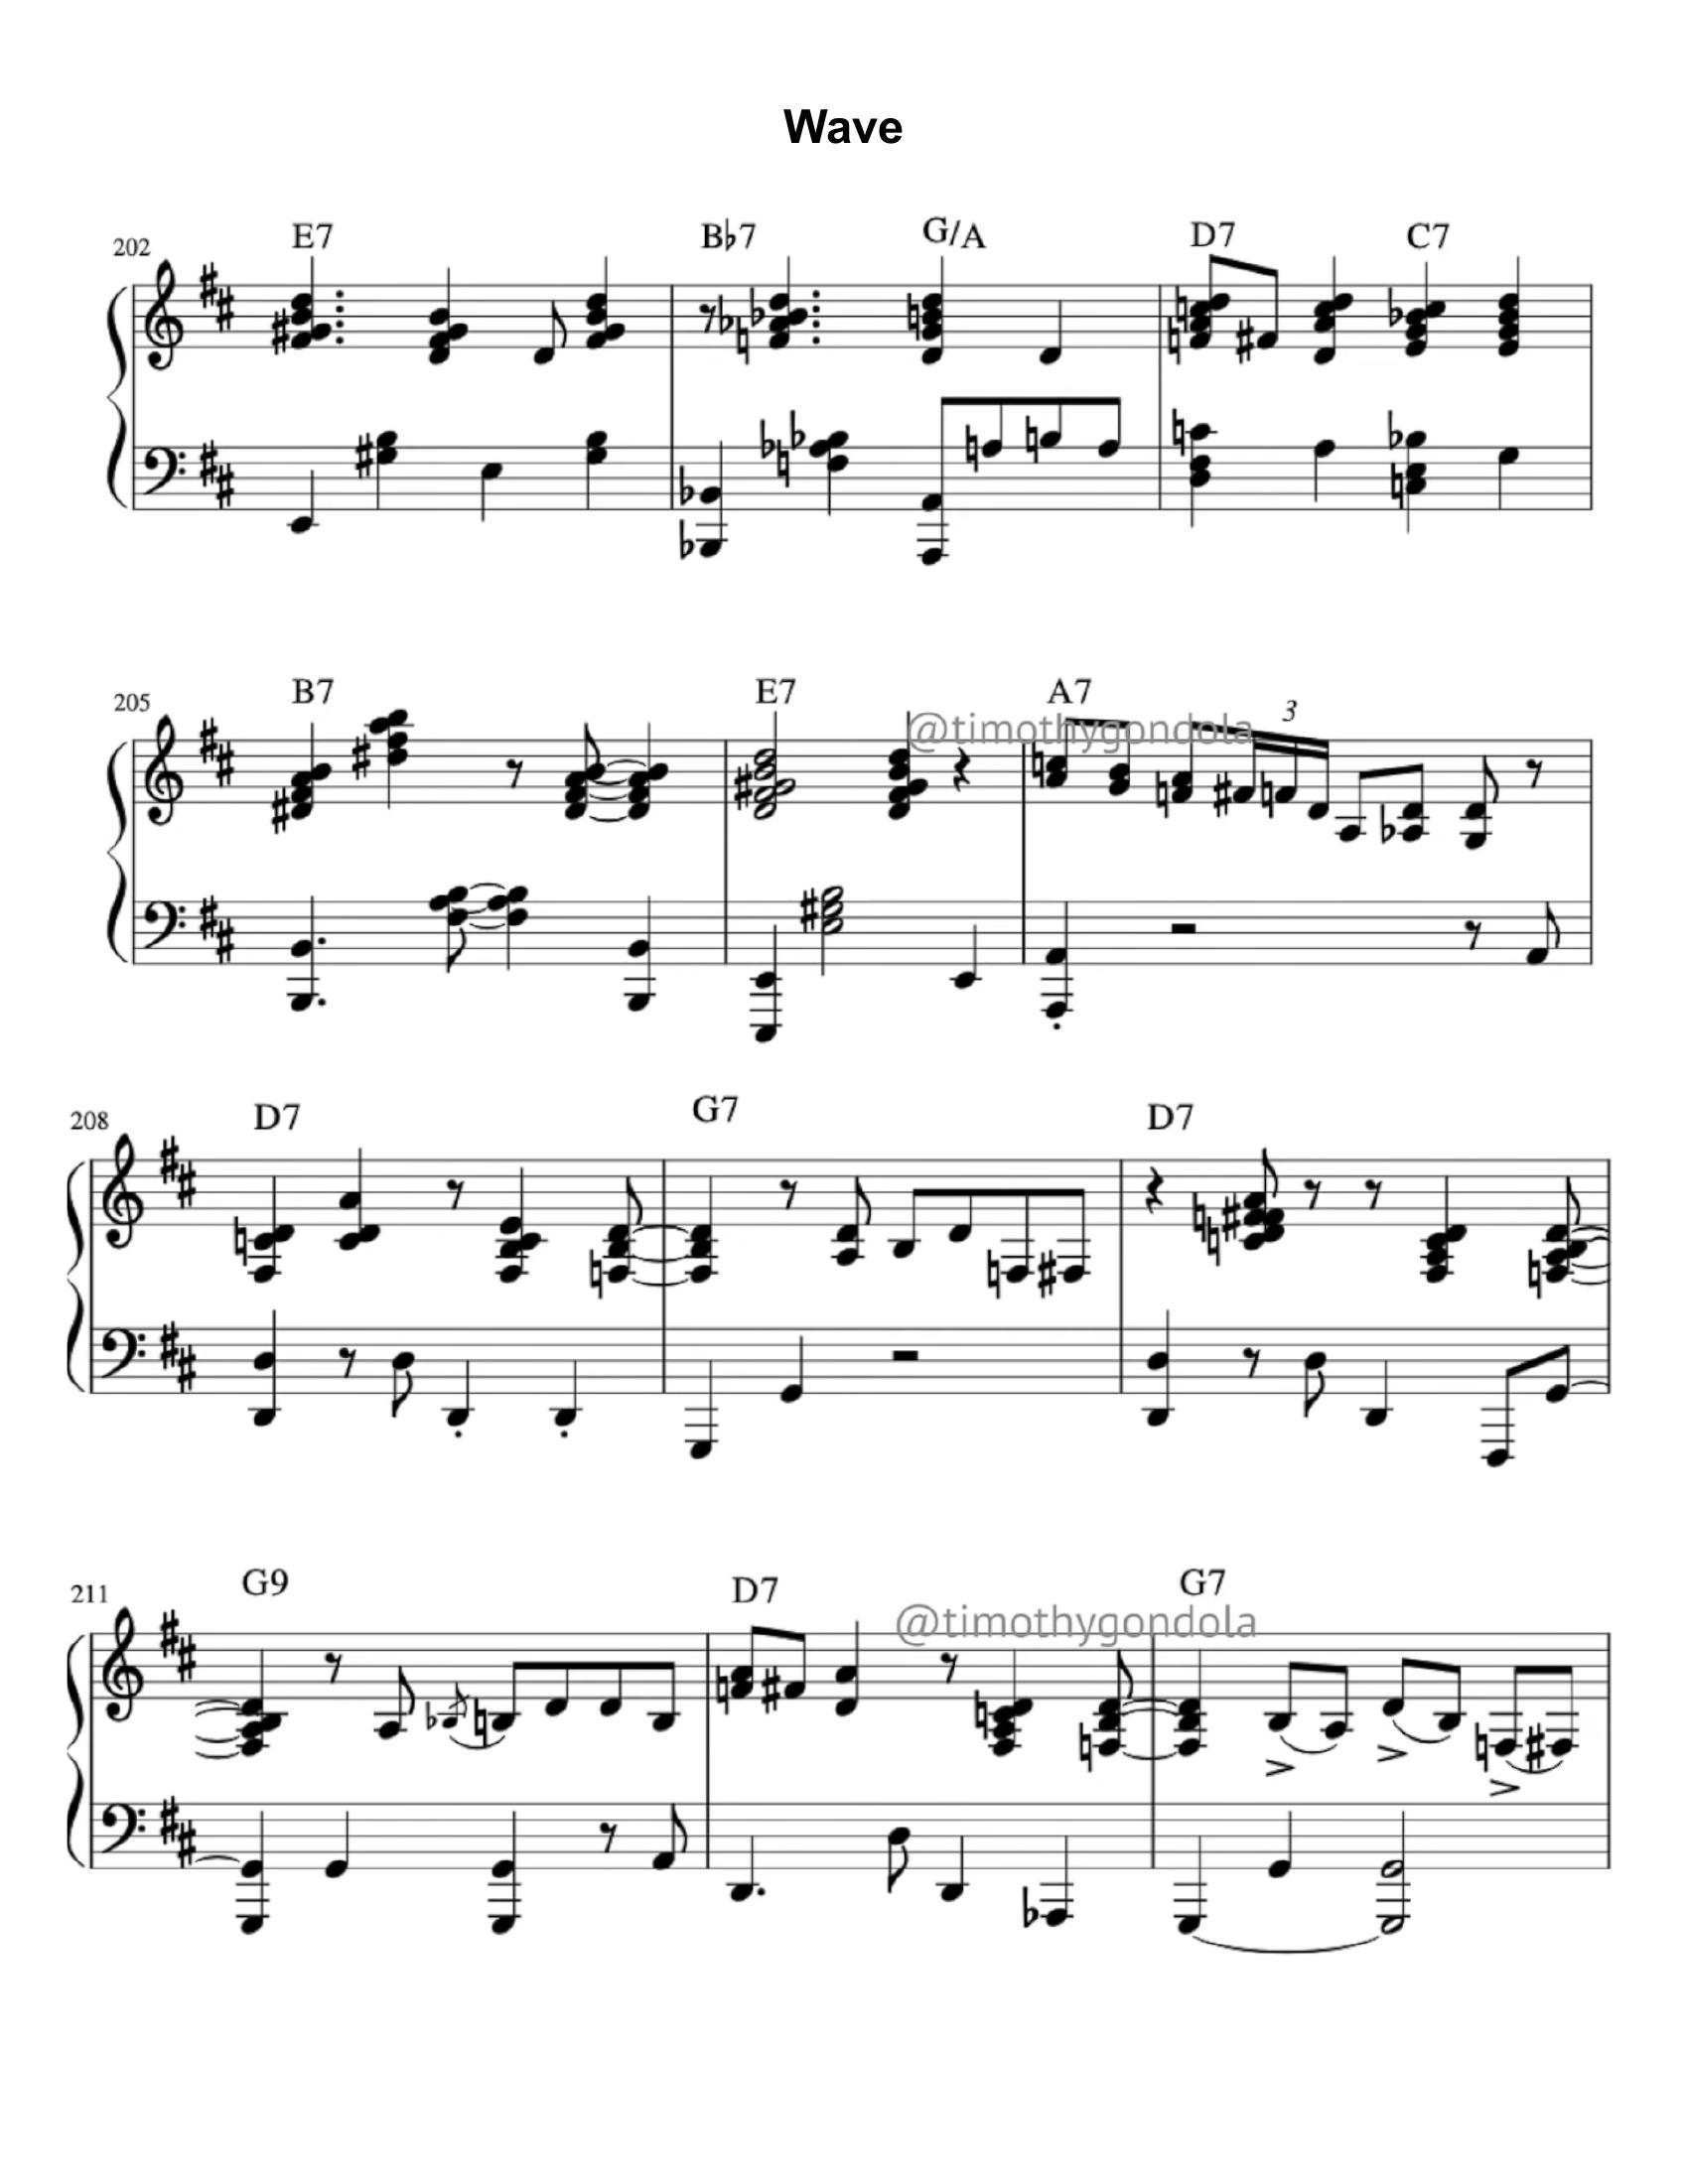 Wave
202 E7 B♭7 G/A D7 C7
205 B7 E7 A7
@timothygondola
3
208 D7 G7 D7
211 G9 D7 G7
@timothygondola